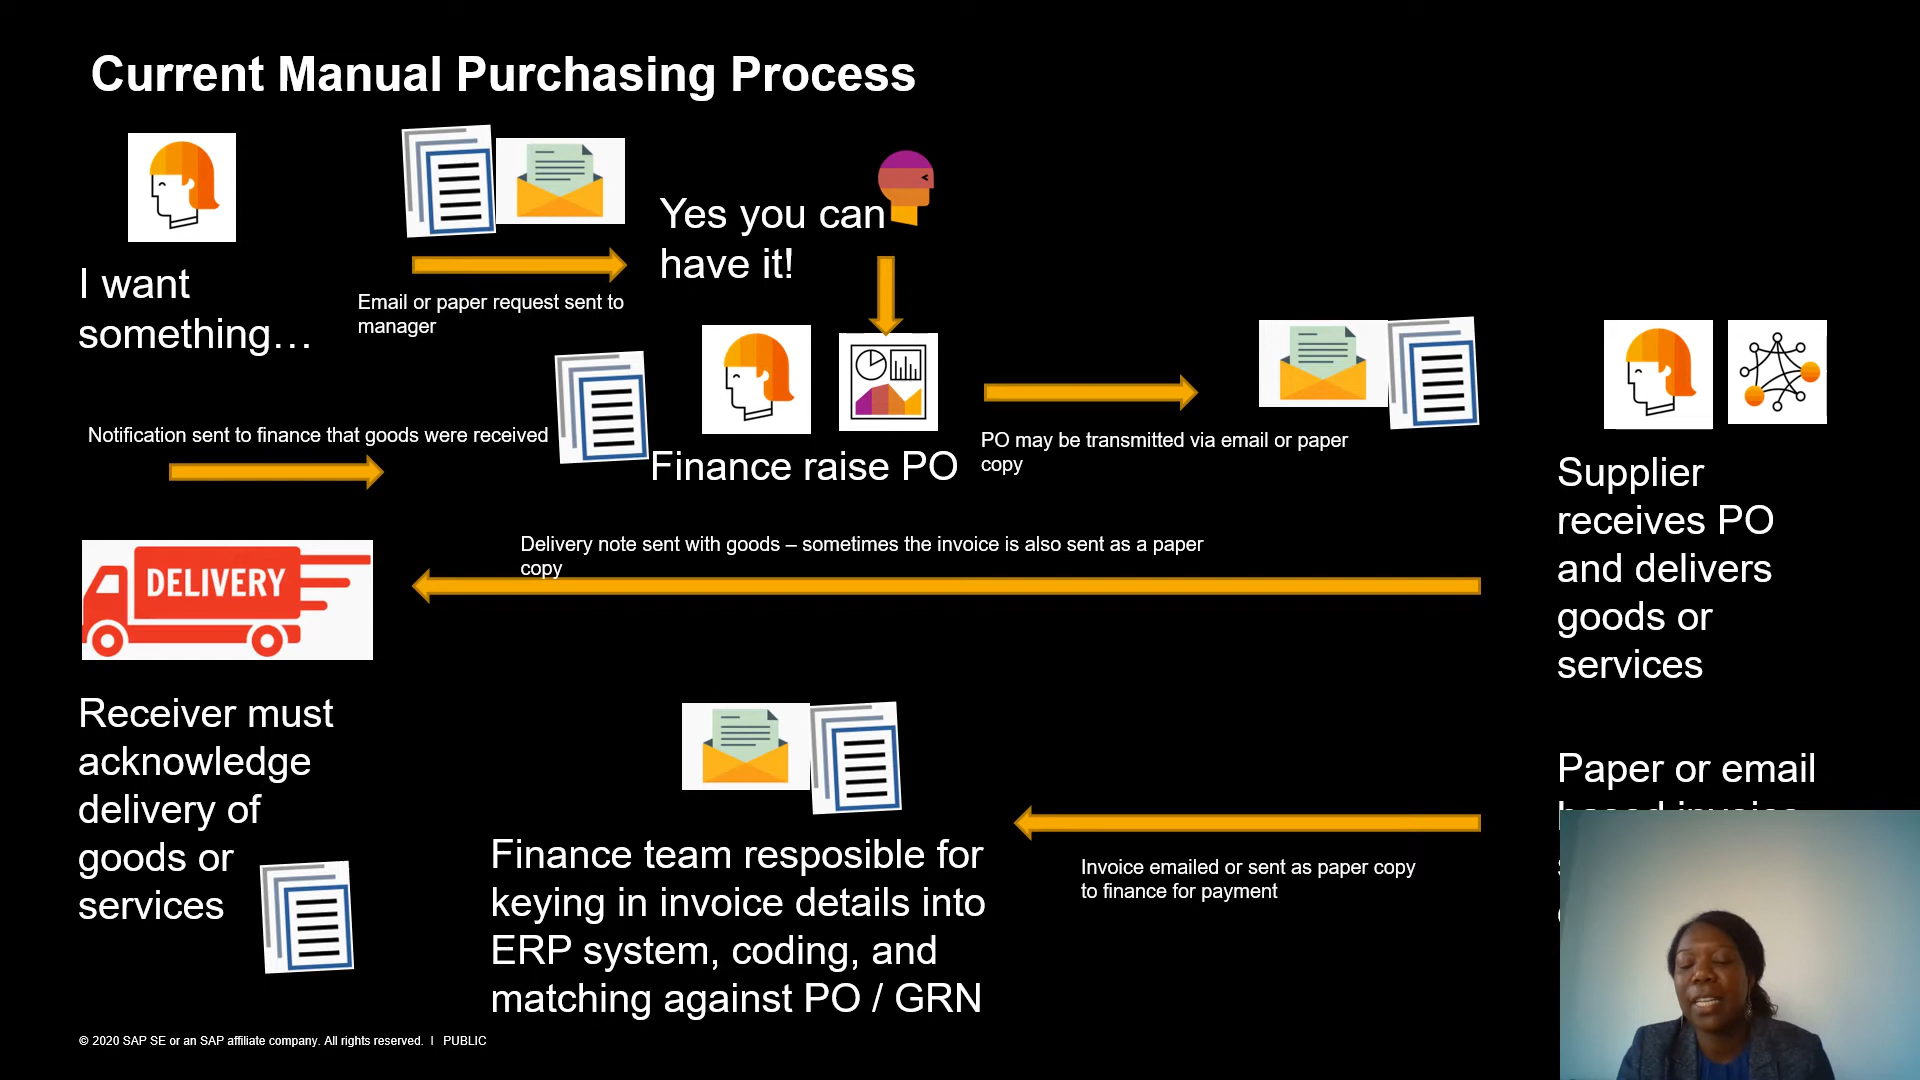 Current Manual Purchasing Process
Yes you can
have it!
I want
something…
Email or paper request sent to
manager
Notification sent to finance that goods were received
Finance raise PO
PO may be transmitted via email or paper
copy
Supplier
receives PO
and delivers
goods or
services
Delivery note sent with goods – sometimes the invoice is also sent as a paper
copy
DELIVERY
Receiver must
acknowledge
delivery of
goods or
services
Finance team resposible for
keying in invoice details into
ERP system, coding, and
matching against PO / GRN
Invoice emailed or sent as paper copy
to finance for payment
Paper or email
based invoice
© 2020 SAP SE or an SAP affiliate company. All rights reserved. I PUBLIC